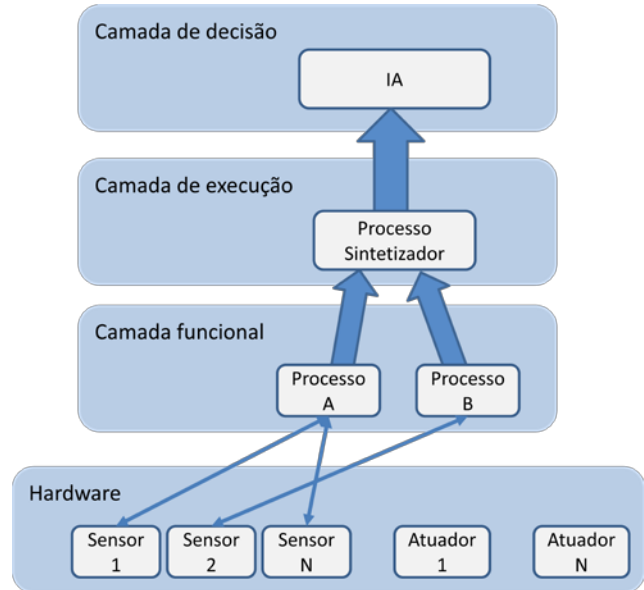 Camada de decisão
IA
Camada de execução
Processo
Sintetizador
Camada funcional
Processo
A
Processo
B
Hardware
Sensor
1
Sensor
2
Sensor
N
Atuador
1
Atuador
N